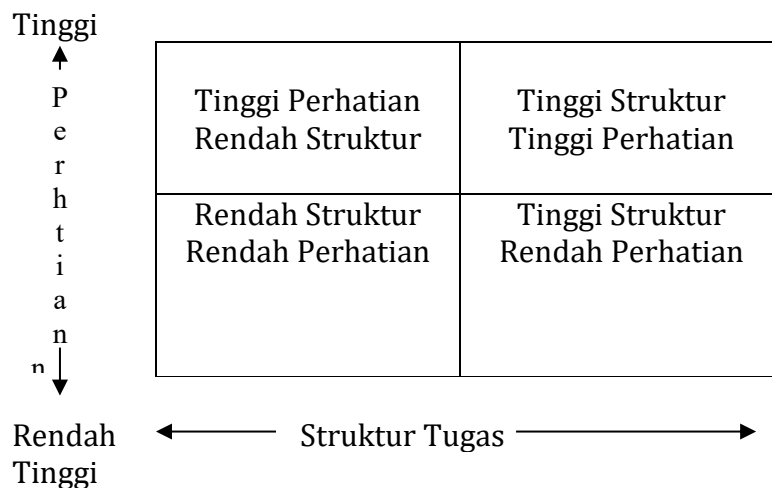 Tinggi
P
e
r
h
t
i
a
n
n
Tinggi Perhatian
Rendah Struktur
Tinggi Struktur
Tinggi Perhatian
Rendah Struktur
Rendah Perhatian
Tinggi Struktur
Rendah Perhatian
Rendah
Struktur Tugas
Tinggi